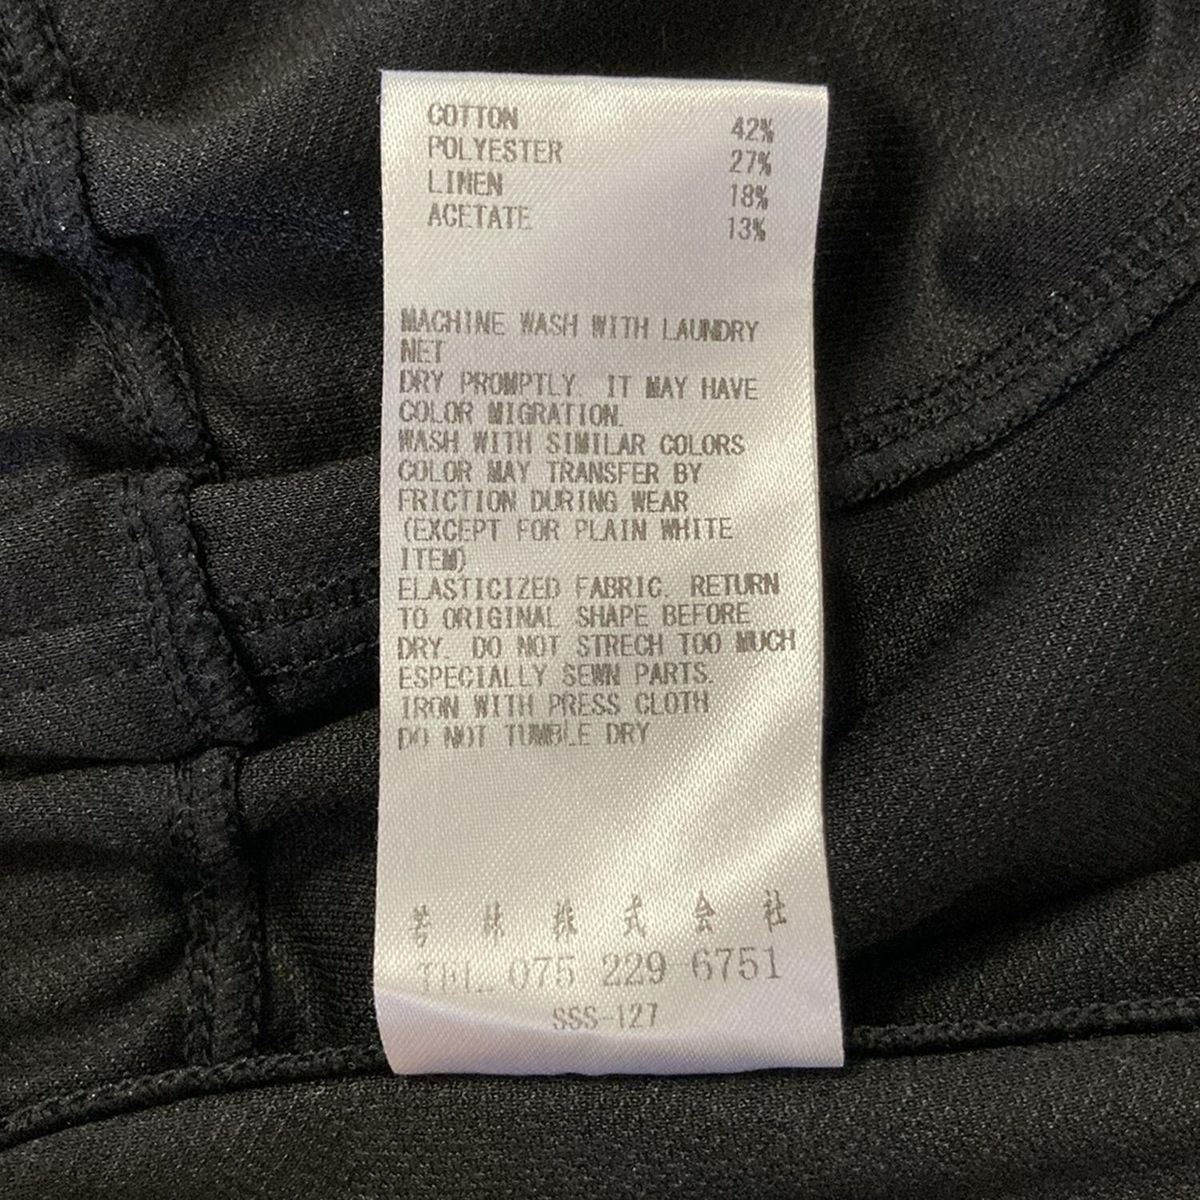 COTTON 42%
POLYESTER 27%
LINEN 18%
ACETATE 13%
MACHINE WASH WITH LAUNDRY
NET
DRY PROMPTLY. IT MAY HAVE
COLOR MIGRATION.
WASH WITH SIMILAR COLORS
COLOR MAY TRANSFER BY
FRICTION DURING WEAR
(EXCEPT FOR PLAIN WHITE
ITEM)
ELASTICIZED FABRIC. RETURN
TO ORIGINAL SHAPE BEFORE
DRY. DO NOT STRECH TOO MUCH
ESPECIALLY SEWN PARTS.
IRON WITH PRESS CLOTH
DO NOT TUMBLE DRY
若林株式会社
TEL. 075 229 6751
SSS-127